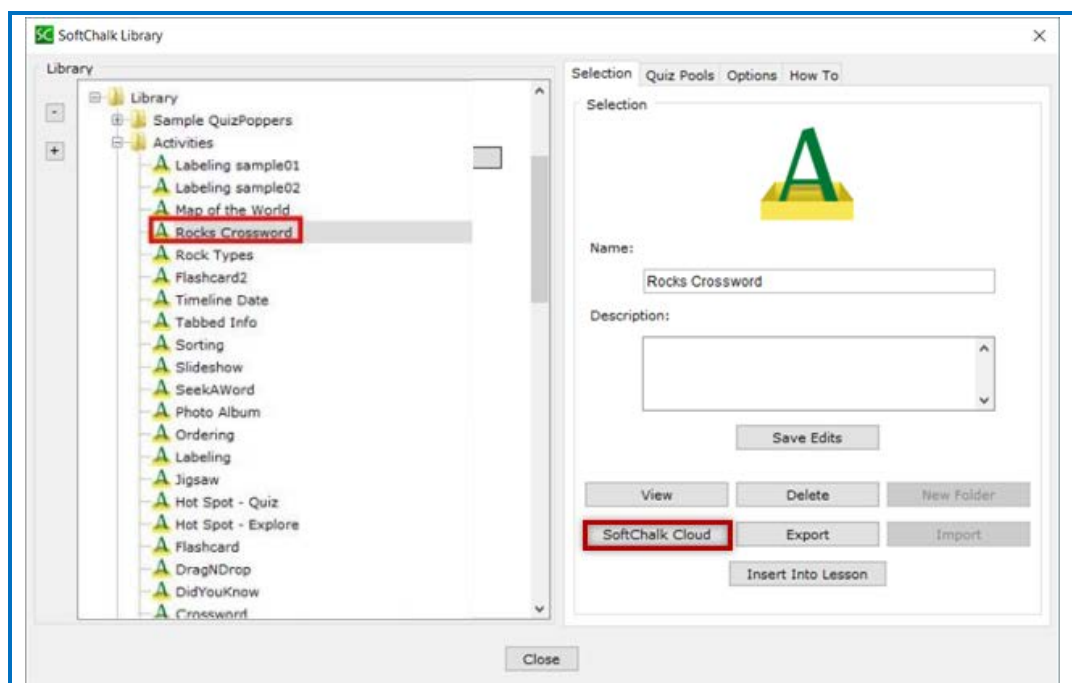 SC SoftChalk Library
Library
-
+
Library
Sample QuizPoppers
Activities
Labeling sample01
Labeling sample02
Map of the World
Rocks Crossword
Rock Types
Flashcard2
Timeline Date
Tabbed Info
Sorting
Slideshow
SeekAWord
Photo Album
Ordering
Labeling
Jigsaw
Hot Spot - Quiz
Hot Spot - Explore
Flashcard
DragNDrop
DidYouKnow
Crossword
Selection Quiz Pools Options How To
Selection
A
Name:
Rocks Crossword
Description:
Save Edits
View Delete New Folder
SoftChalk Cloud Export Import
Insert Into Lesson
Close